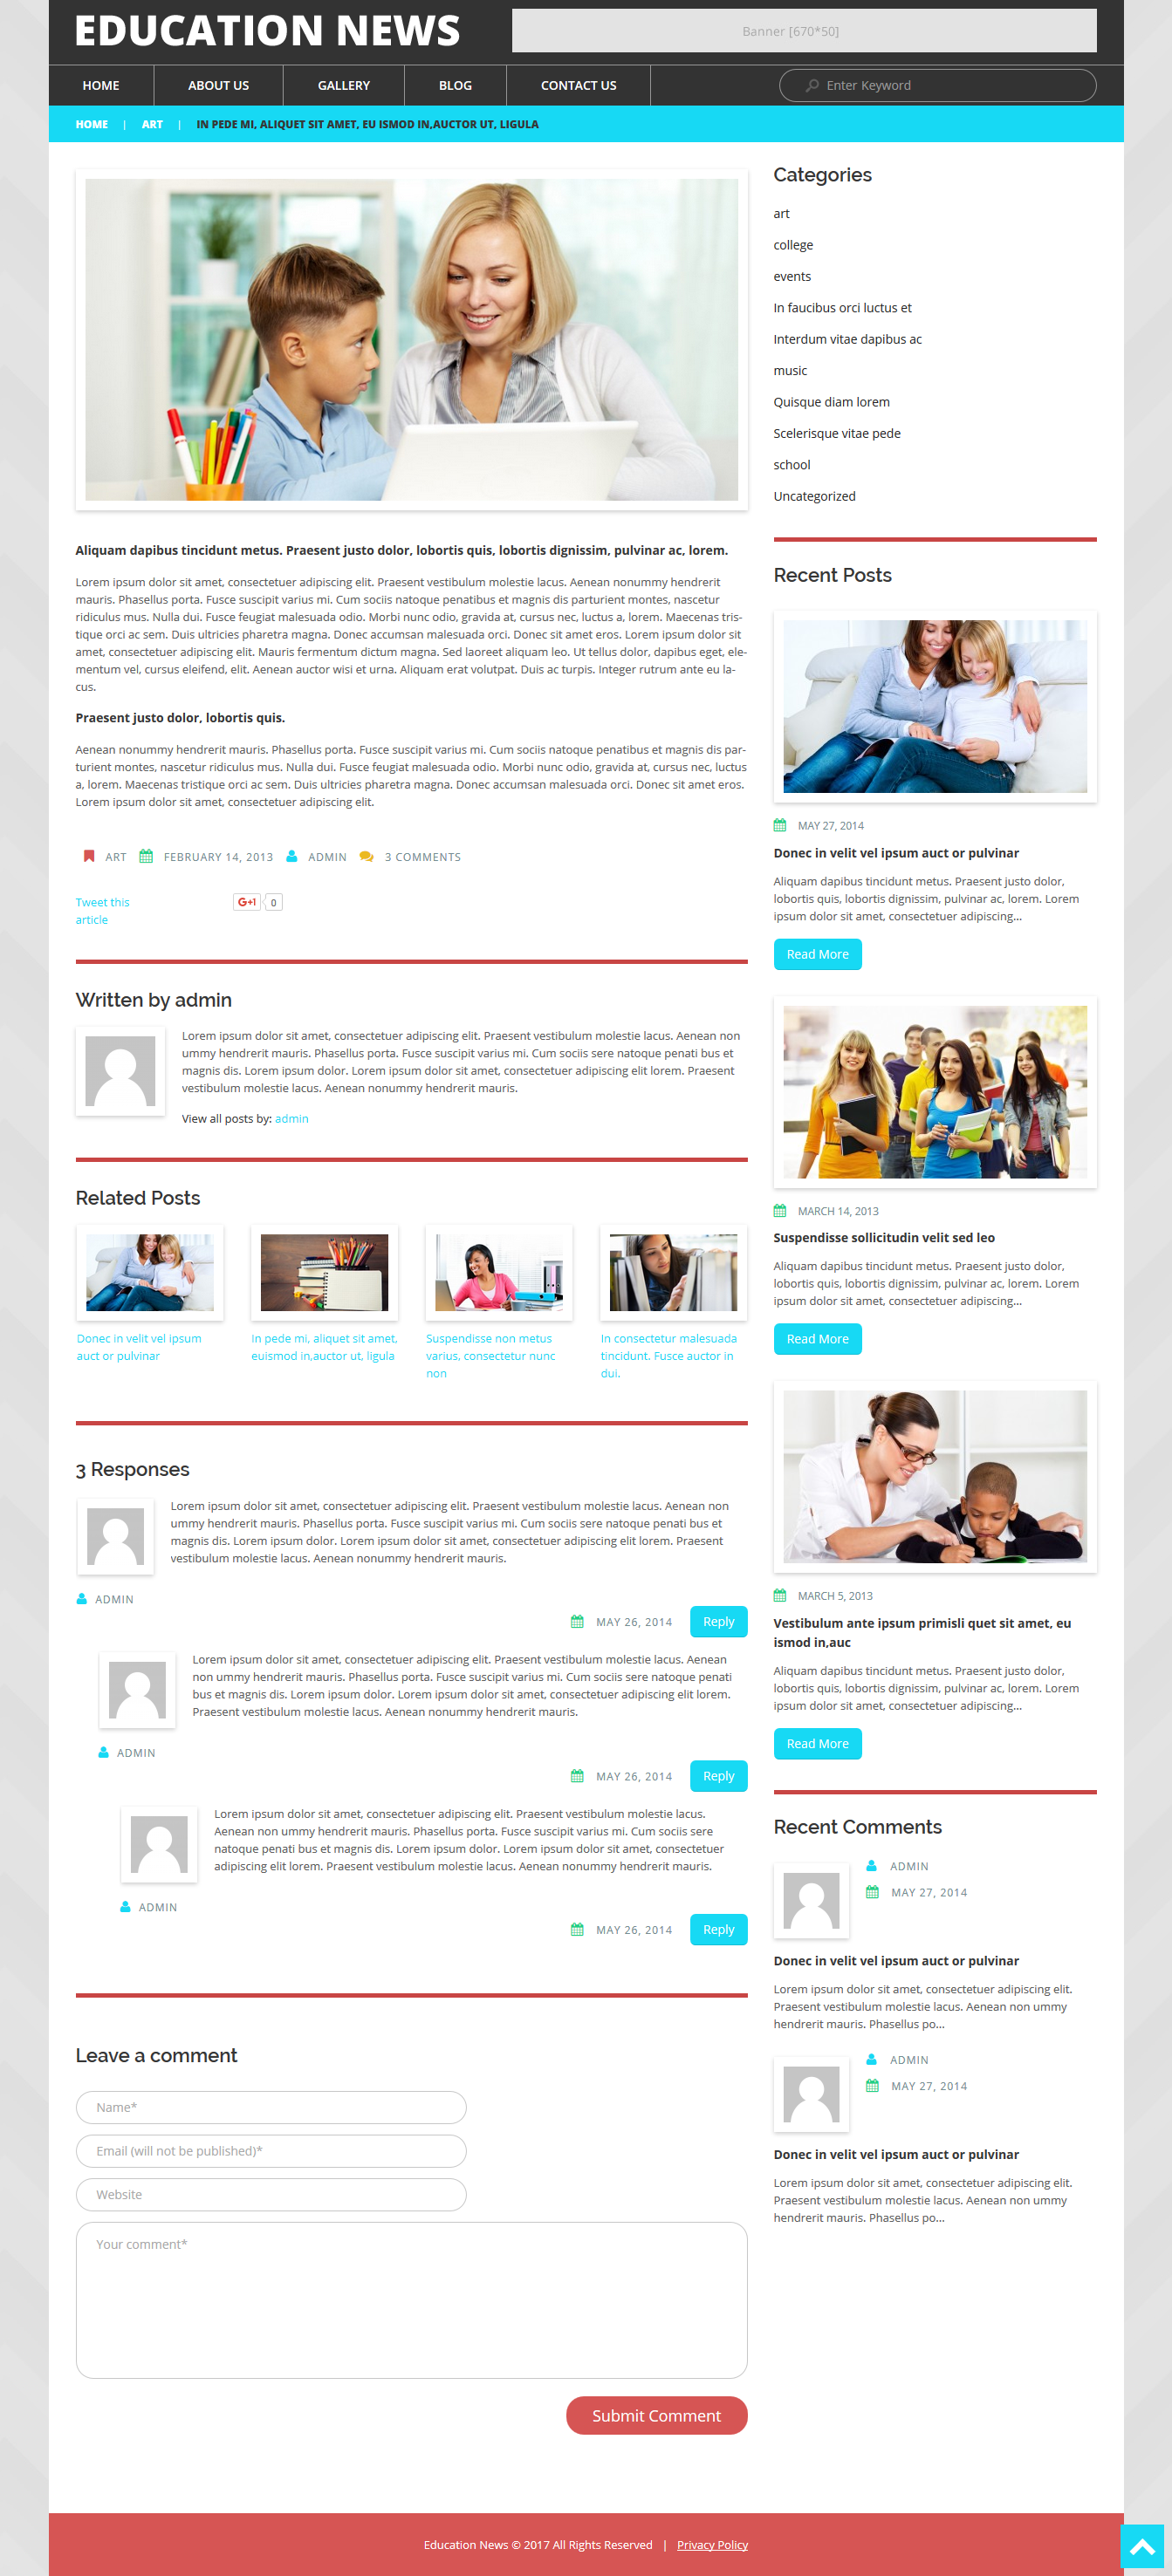 EDUCATION NEWS
Banner [670*50]
HOME
ABOUT US
GALLERY
BLOG
CONTACT US
Enter Keyword
HOME | ART | IN PEDE MI, ALIQUET SIT AMET, EU ISMOD IN,AUCTOR UT, LIGULA
Aliquam dapibus tincidunt metus. Praesent justo dolor, lobortis quis, lobortis dignissim, pulvinar ac, lorem.
Lorem ipsum dolor sit amet, consectetuer adipiscing elit. Praesent vestibulum molestie lacus. Aenean nonummy hendrerit
mauris. Phasellus porta. Fusce suscipit varius mi. Cum sociis natoque penatibus et magnis dis parturient montes, nascetur
ridiculus mus. Nulla dui. Fusce feugiat malesuada odio. Morbi nunc odio, gravida at, cursus nec, luctus a, lorem. Maecenas tris-
tique orci ac sem. Duis ultricies pharetra magna. Donec accumsan malesuada orci. Donec sit amet eros. Lorem ipsum dolor sit
amet, consectetuer adipiscing elit. Mauris fermentum dictum magna. Sed laoreet aliquam leo. Ut tellus dolor, dapibus eget, ele-
mentum vel, cursus eleifend, elit. Aenean auctor wisi et urna. Aliquam erat volutpat. Duis ac turpis. Integer rutrum ante eu la-
cus.
Praesent justo dolor, lobortis quis.
Aenean nonummy hendrerit mauris. Phasellus porta. Fusce suscipit varius mi. Cum sociis natoque penatibus et magnis dis par-
turient montes, nascetur ridiculus mus. Nulla dui. Fusce feugiat malesuada odio. Morbi nunc odio, gravida at, cursus nec, luctus
a, lorem. Maecenas tristique orci ac sem. Duis ultricies pharetra magna. Donec accumsan malesuada orci. Donec sit amet eros.
Lorem ipsum dolor sit amet, consectetuer adipiscing elit.
ART
FEBRUARY 14, 2013
ADMIN
3 COMMENTS
Tweet this
article
G+1
0
Written by admin
Lorem ipsum dolor sit amet, consectetuer adipiscing elit. Praesent vestibulum molestie lacus. Aenean non
ummy hendrerit mauris. Phasellus porta. Fusce suscipit varius mi. Cum sociis sere natoque penati bus et
magnis dis. Lorem ipsum dolor. Lorem ipsum dolor sit amet, consectetuer adipiscing elit lorem. Praesent
vestibulum molestie lacus. Aenean nonummy hendrerit mauris.
View all posts by: admin
Related Posts
Donec in velit vel ipsum
auct or pulvinar
In pede mi, aliquet sit amet,
euismod in,auctor ut, ligula
Suspendisse non metus
varius, consectetur nunc
non
In consectetur malesuada
tincidunt. Fusce auctor in
dui.
3 Responses
Lorem ipsum dolor sit amet, consectetuer adipiscing elit. Praesent vestibulum molestie lacus. Aenean non
ummy hendrerit mauris. Phasellus porta. Fusce suscipit varius mi. Cum sociis sere natoque penati bus et
magnis dis. Lorem ipsum dolor. Lorem ipsum dolor sit amet, consectetuer adipiscing elit lorem. Praesent
vestibulum molestie lacus. Aenean nonummy hendrerit mauris.
ADMIN
MAY 26, 2014
Reply
Lorem ipsum dolor sit amet, consectetuer adipiscing elit. Praesent vestibulum molestie lacus. Aenean
non ummy hendrerit mauris. Phasellus porta. Fusce suscipit varius mi. Cum sociis sere natoque penati
bus et magnis dis. Lorem ipsum dolor. Lorem ipsum dolor sit amet, consectetuer adipiscing elit lorem.
Praesent vestibulum molestie lacus. Aenean nonummy hendrerit mauris.
ADMIN
MAY 26, 2014
Reply
Lorem ipsum dolor sit amet, consectetuer adipiscing elit. Praesent vestibulum molestie lacus.
Aenean non ummy hendrerit mauris. Phasellus porta. Fusce suscipit varius mi. Cum sociis sere
natoque penati bus et magnis dis. Lorem ipsum dolor. Lorem ipsum dolor sit amet, consectetuer
adipiscing elit lorem. Praesent vestibulum molestie lacus. Aenean nonummy hendrerit mauris.
ADMIN
MAY 26, 2014
Reply
Leave a comment
Name*
Email (will not be published)*
Website
Your comment*
Submit Comment
Categories
art
college
events
In faucibus orci luctus et
Interdum vitae dapibus ac
music
Quisque diam lorem
Scelerisque vitae pede
school
Uncategorized
Recent Posts
MAY 27, 2014
Donec in velit vel ipsum auct or pulvinar
Aliquam dapibus tincidunt metus. Praesent justo dolor,
lobortis quis, lobortis dignissim, pulvinar ac, lorem. Lorem
ipsum dolor sit amet, consectetuer adipiscing...
Read More
MARCH 14, 2013
Suspendisse sollicitudin velit sed leo
Aliquam dapibus tincidunt metus. Praesent justo dolor,
lobortis quis, lobortis dignissim, pulvinar ac, lorem. Lorem
ipsum dolor sit amet, consectetuer adipiscing...
Read More
MARCH 5, 2013
Vestibulum ante ipsum primisli quet sit amet, eu
ismod in,auc
Aliquam dapibus tincidunt metus. Praesent justo dolor,
lobortis quis, lobortis dignissim, pulvinar ac, lorem. Lorem
ipsum dolor sit amet, consectetuer adipiscing...
Read More
Recent Comments
ADMIN
MAY 27, 2014
Donec in velit vel ipsum auct or pulvinar
Lorem ipsum dolor sit amet, consectetuer adipiscing elit.
Praesent vestibulum molestie lacus. Aenean non ummy
hendrerit mauris. Phasellus po...
ADMIN
MAY 27, 2014
Donec in velit vel ipsum auct or pulvinar
Lorem ipsum dolor sit amet, consectetuer adipiscing elit.
Praesent vestibulum molestie lacus. Aenean non ummy
hendrerit mauris. Phasellus po...
Education News © 2017 All Rights Reserved | Privacy Policy